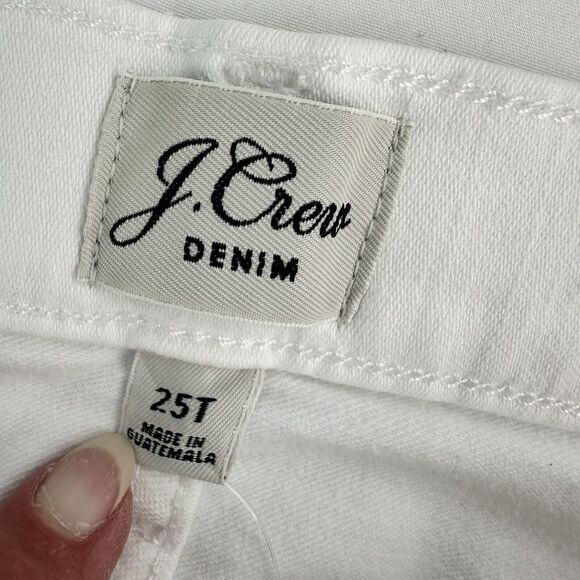 J.Crew
DENIM
25T
MADE IN
GUATEMALA